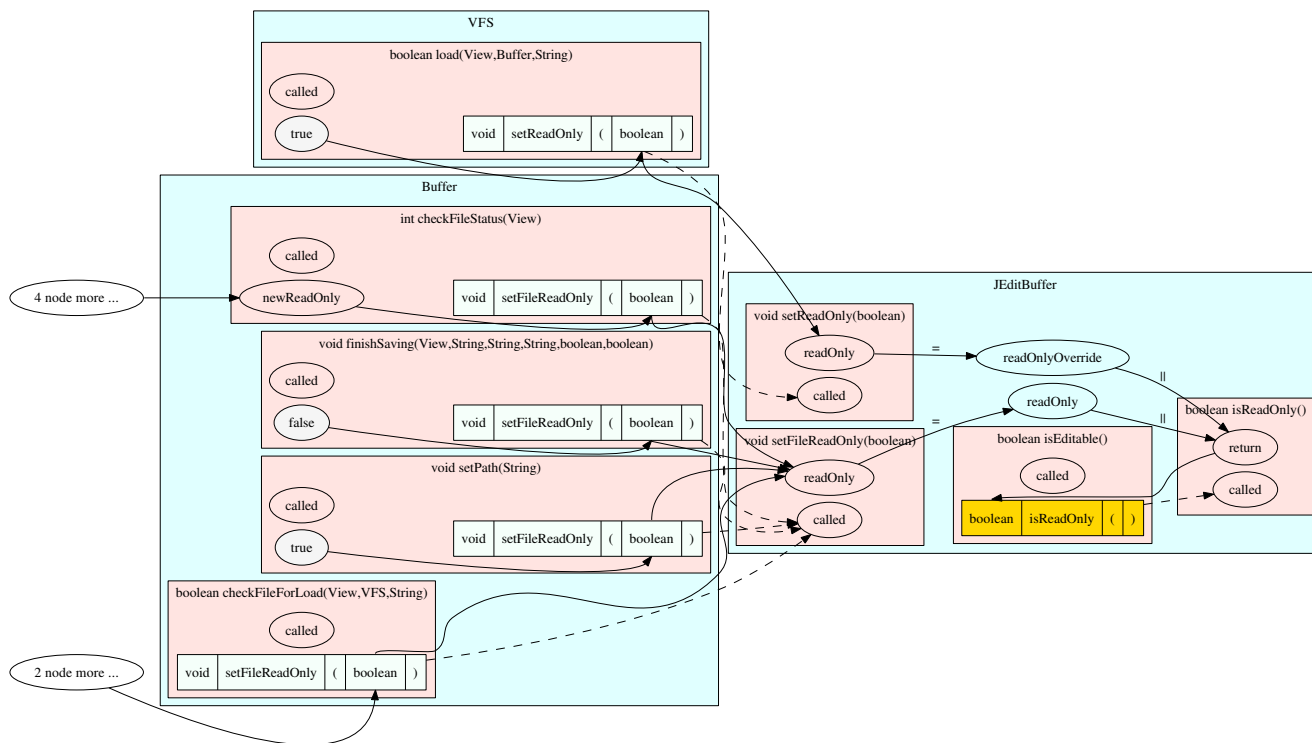 VFS
boolean load(View,Buffer,String)
called
true
void setReadOnly ( boolean )
Buffer
int checkFileStatus(View)
called
4 node more ...
newReadOnly
void setFileReadOnly ( boolean )
void finishSaving(View,String,String,String,boolean,boolean)
called
false
void setFileReadOnly ( boolean )
void setPath(String)
called
true
void setFileReadOnly ( boolean )
boolean checkFileForLoad(View,VFS,String)
called
2 node more ...
void setFileReadOnly ( boolean )
JEditBuffer
void setReadOnly(boolean)
readOnly
=
readOnlyOverride
||
called
readOnly
=
||
void setFileReadOnly(boolean)
readOnly
called
boolean isEditable()
called
boolean isReadOnly ( )
boolean isReadOnly()
return
called